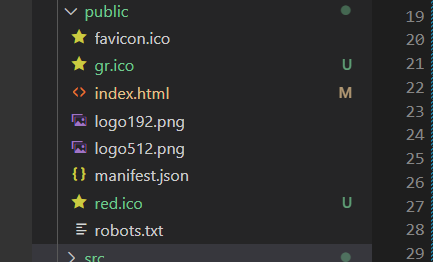 public
favicon.ico
gr.ico U
index.html M
logo192.png
logo512.png
manifest.json
red.ico U
robots.txt
src
19
20
21
22
23
24
25
26
27
28
29